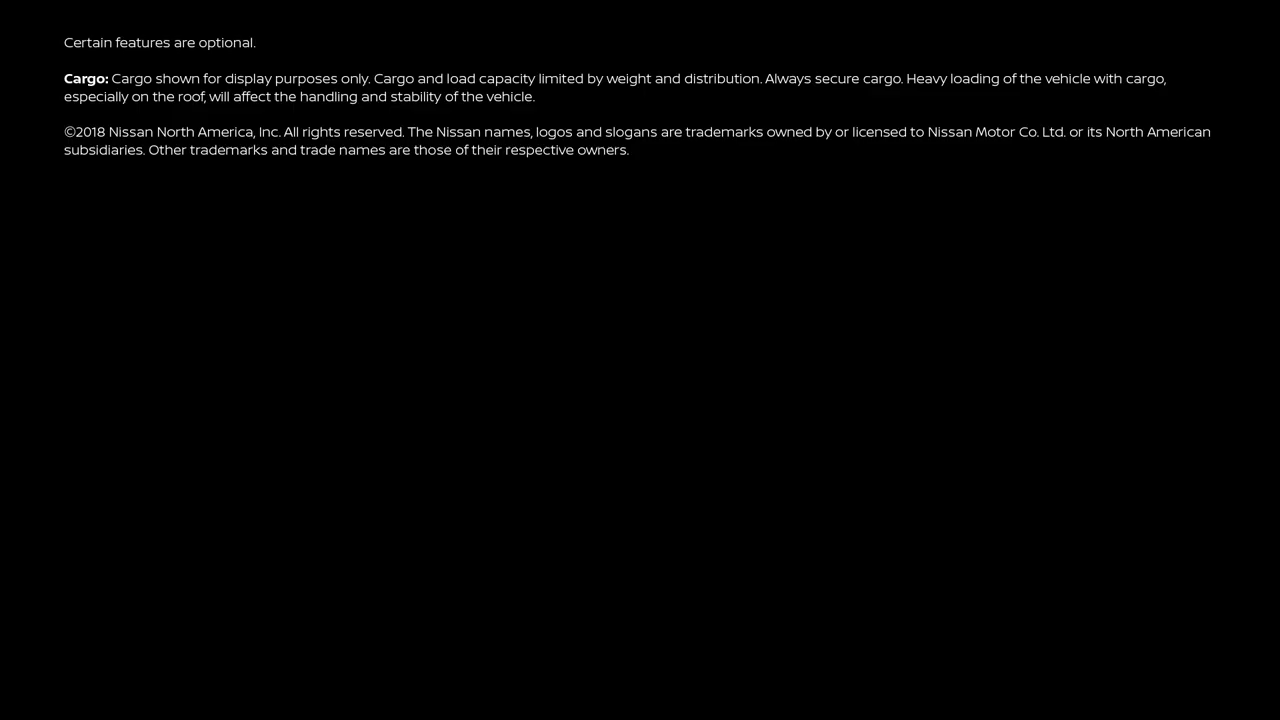 Certain features are optional.
Cargo: Cargo shown for display purposes only. Cargo and load capacity limited by weight and distribution. Always secure cargo. Heavy loading of the vehicle with cargo,
especially on the roof, will affect the handling and stability of the vehicle.
©2018 Nissan North America, Inc. All rights reserved. The Nissan names, logos and slogans are trademarks owned by or licensed to Nissan Motor Co. Ltd. or its North American
subsidiaries. Other trademarks and trade names are those of their respective owners.